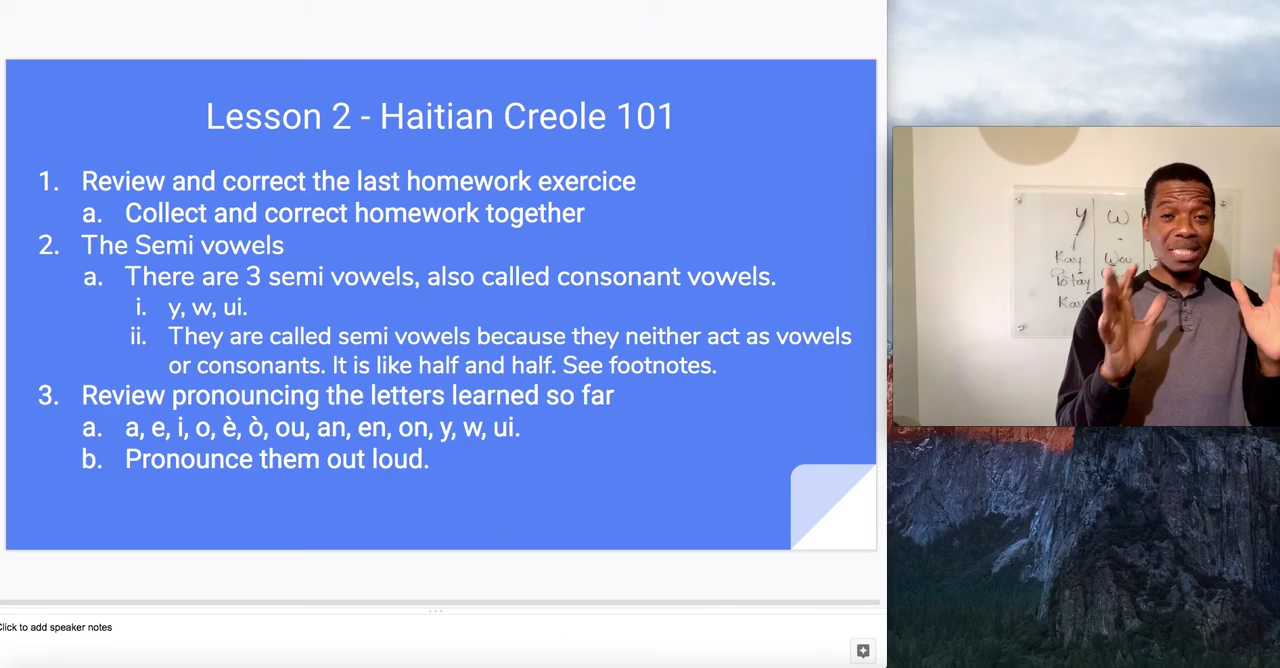 Lesson 2 - Haitian Creole 101
1. Review and correct the last homework exercice
a. Collect and correct homework together
2. The Semi vowels
a. There are 3 semi vowels, also called consonant vowels.
i. y, w, ui.
ii. They are called semi vowels because they neither act as vowels
or consonants. It is like half and half. See footnotes.
3. Review pronouncing the letters learned so far
a. a, e, i, o, è, ò, ou, an, en, on, y, w, ui.
b. Pronounce them out loud.
Click to add speaker notes
y w
Kay Wou
Pòtay
Kay